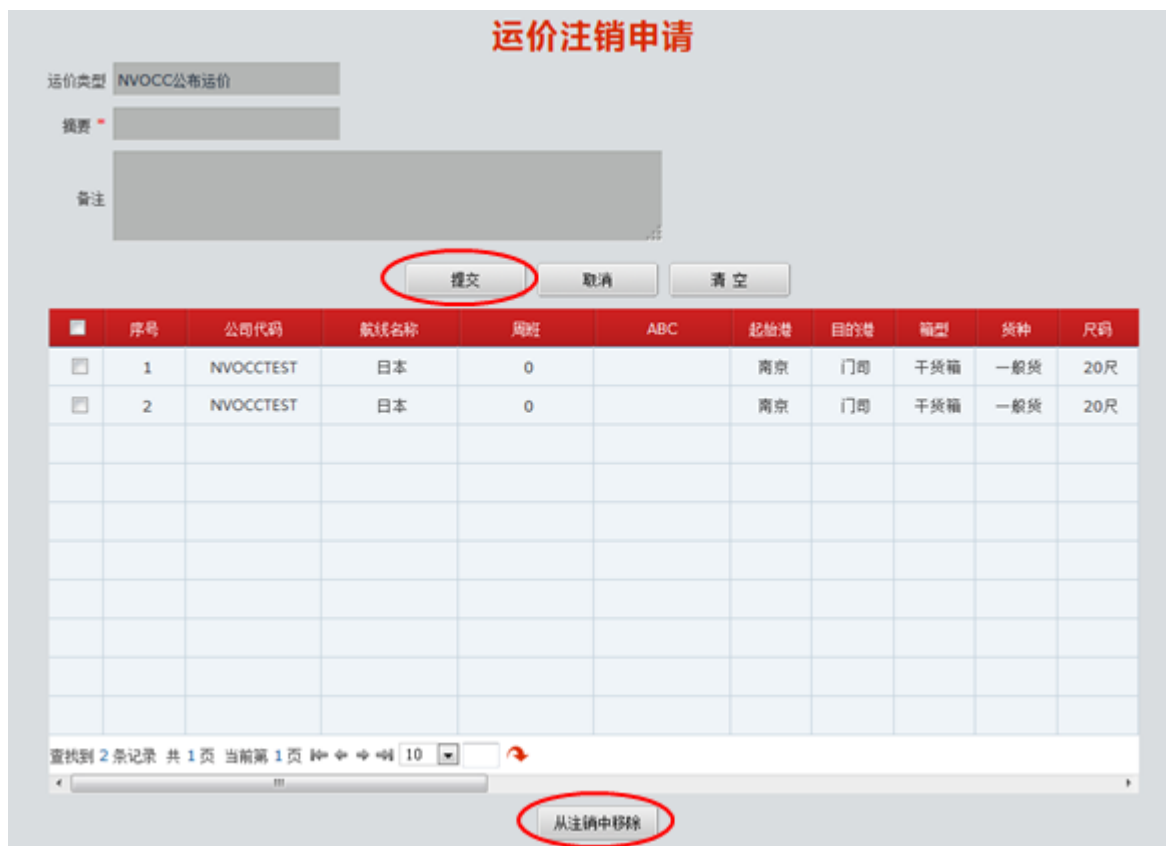 运价注销申请
运价类型 NVOCC公布运价
摘要 *
备注
提交 取消 清 空
序号 公司代码 航线名称 周班 ABC 起始港 目的港 箱型 货种 尺码
1 NVOCCTEST 日本 0 南京 门司 干货箱 一般货 20尺
2 NVOCCTEST 日本 0 南京 门司 干货箱 一般货 20尺
查找到 2 条记录 共 1 页 当前第 1 页 10
从注销中移除